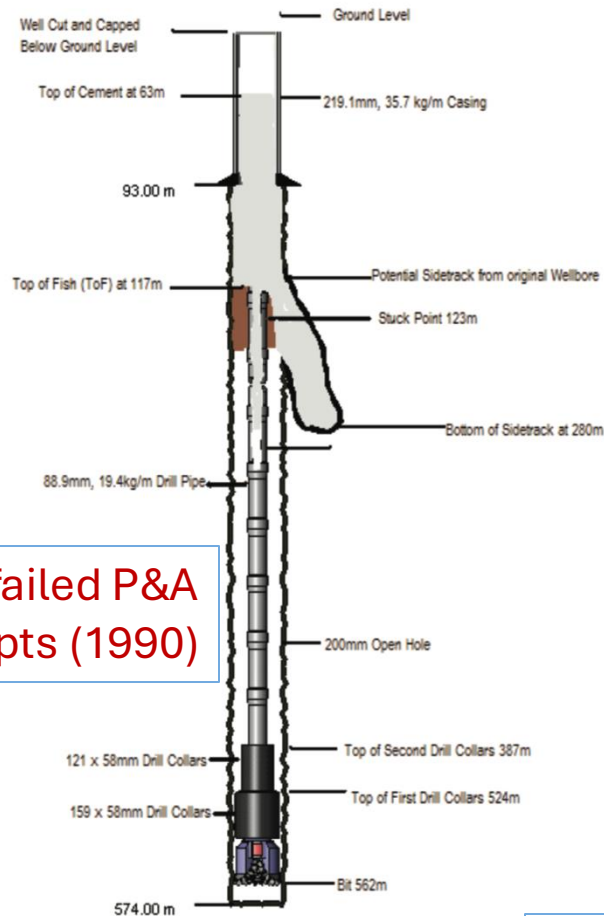 Ground Level
Well Cut and Capped
Below Ground Level
Top of Cement at 63m
219.1mm, 35.7 kg/m Casing
93.00 m
Potential Sidetrack from original Wellbore
Top of Fish (ToF) at 117m
Stuck Point 123m
Bottom of Sidetrack at 280m
88.9mm, 19.4kg/m Drill Pipe
failed P&A
pts (1990)
200mm Open Hole
Top of Second Drill Collars 387m
121 x 58mm Drill Collars
Top of First Drill Collars 524m
159 x 58mm Drill Collars
Bit 562m
574.00 m